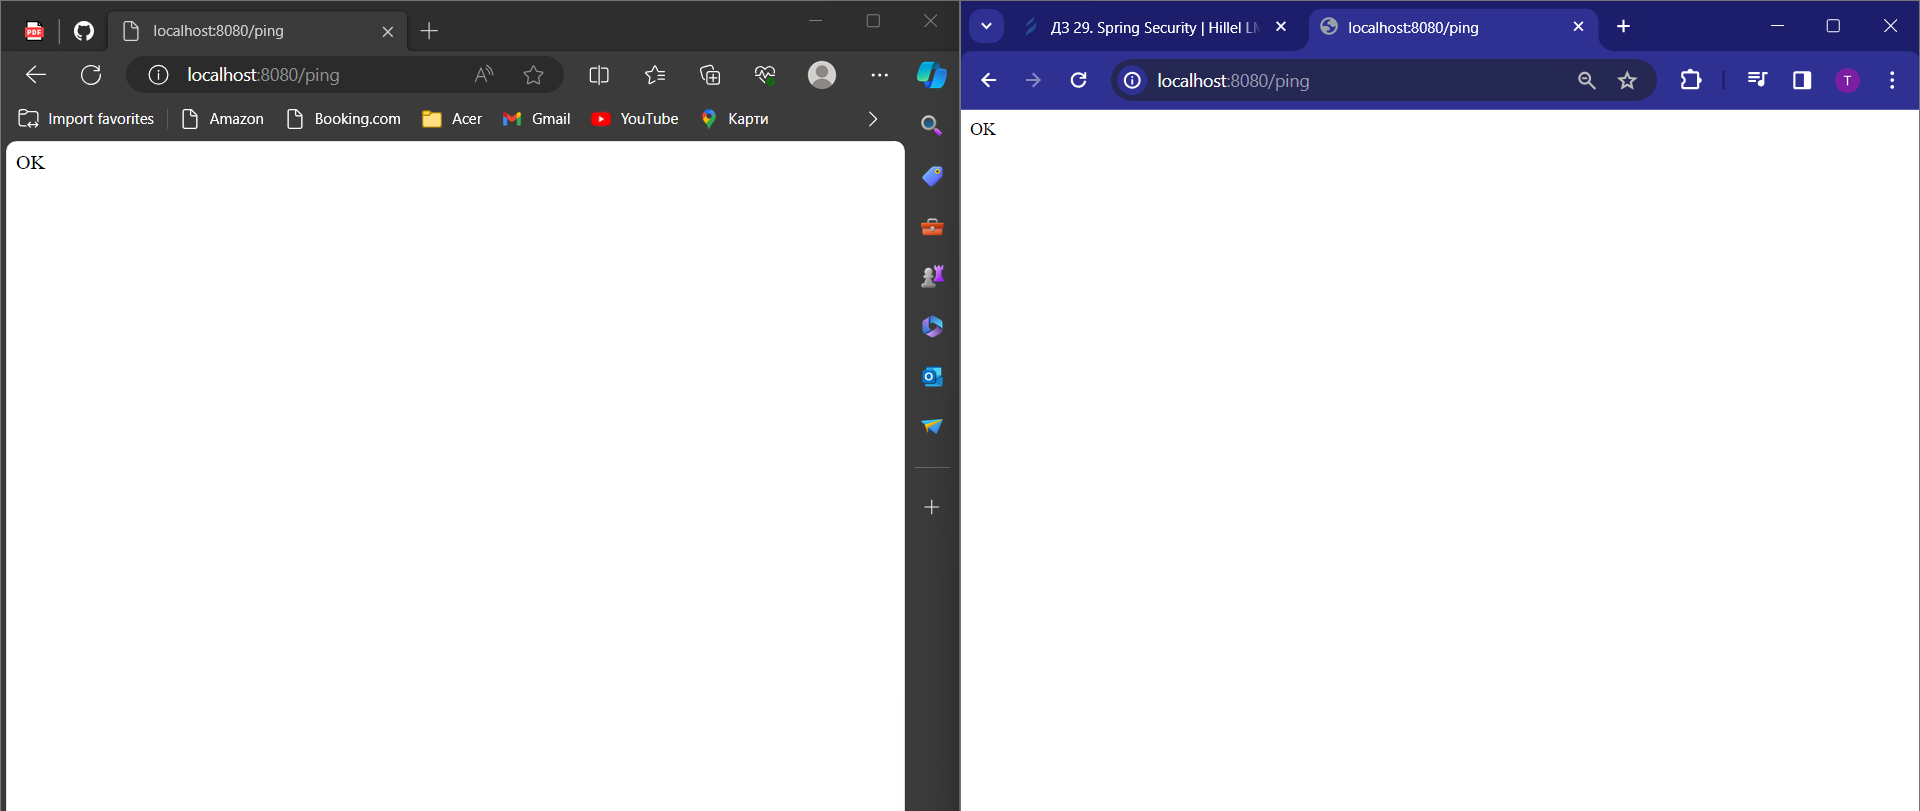 PDF
localhost:8080/ping
localhost:8080/ping
Import favorites
Amazon
Booking.com
Acer
Gmail
YouTube
Карти
OK
ДЗ 29. Spring Security | Hillel
localhost:8080/ping
localhost:8080/ping
T
OK